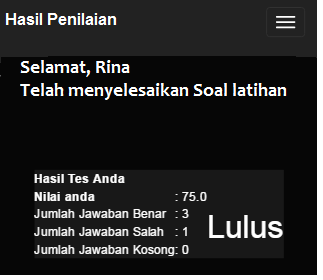 Hasil Penilaian
Selamat, Rina
Telah menyelesaikan Soal latihan
Hasil Tes Anda
Nilai anda : 75.0
Jumlah Jawaban Benar : 3
Jumlah Jawaban Salah : 1
Lulus
Jumlah Jawaban Kosong: 0